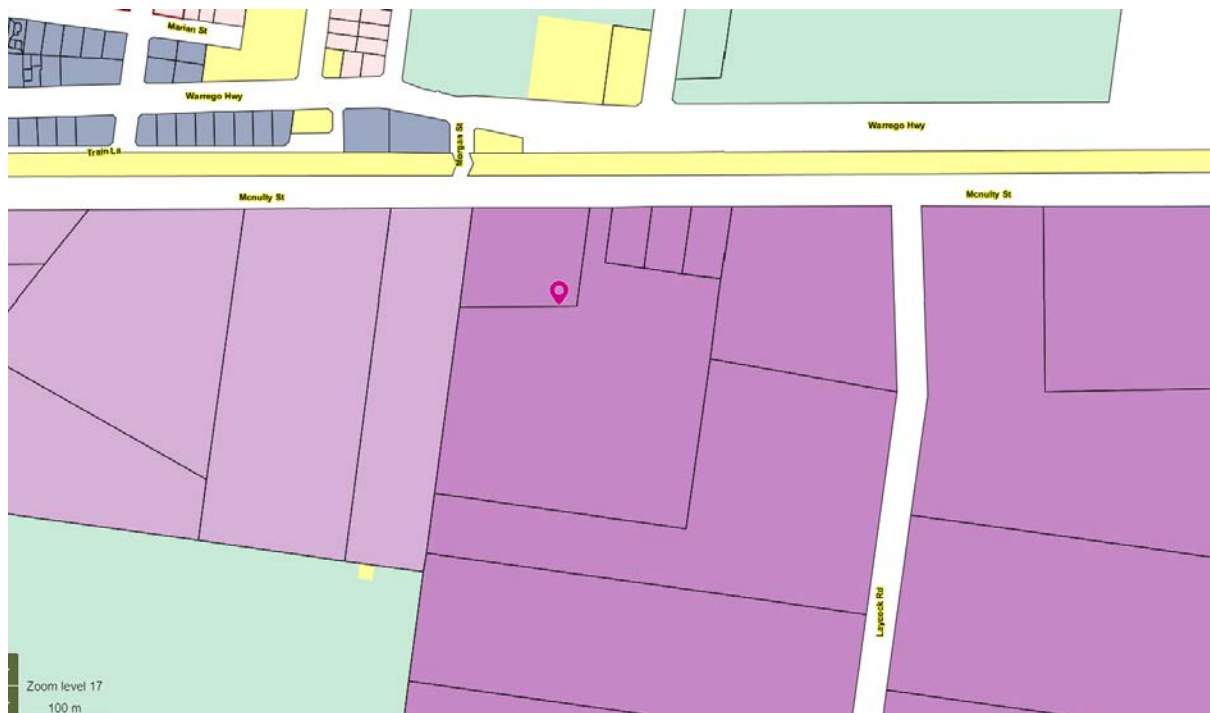 Marian St
Warrego Hwy
Warrego Hwy
Morgan St
Train La
Mcnulty St
Mcnulty St
Laycock Rd
Zoom level 17
100 m